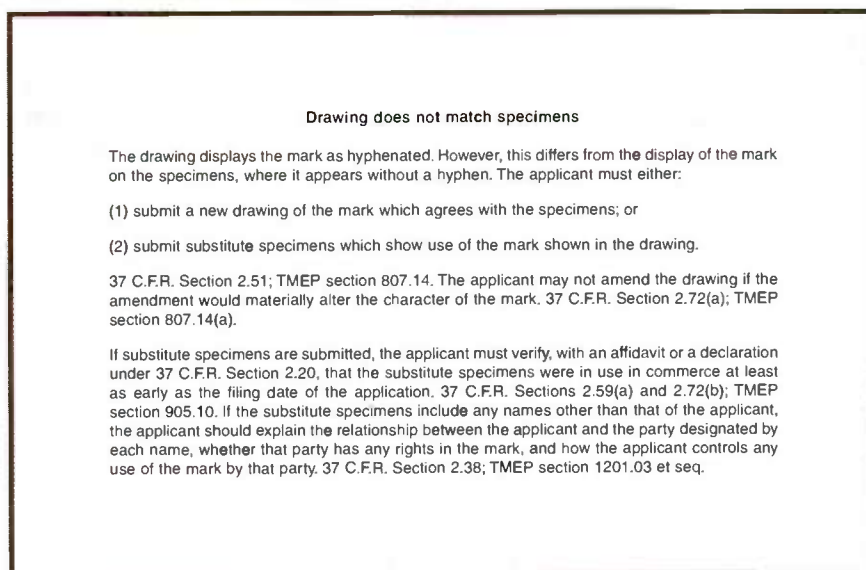 Drawing does not match specimens
The drawing displays the mark as hyphenated. However, this differs from the display of the mark
on the specimens, where it appears without a hyphen. The applicant must either:
(1) submit a new drawing of the mark which agrees with the specimens; or
(2) submit substitute specimens which show use of the mark shown in the drawing.
37 C.F.R. Section 2.51; TMEP section 807.14. The applicant may not amend the drawing if the
amendment would materially alter the character of the mark. 37 C.F.R. Section 2.72(a); TMEP
section 807.14(a).
If substitute specimens are submitted, the applicant must verify, with an affidavit or a declaration
under 37 C.F.R. Section 2.20, that the substitute specimens were in use in commerce at least
as early as the filing date of the application. 37 C.F.R. Sections 2.59(a) and 2.72(b); TMEP
section 905.10. If the substitute specimens include any names other than that of the applicant,
the applicant should explain the relationship between the applicant and the party designated by
each name, whether that party has any rights in the mark, and how the applicant controls any
use of the mark by that party. 37 C.F.R. Section 2.38; TMEP section 1201.03 et seq.